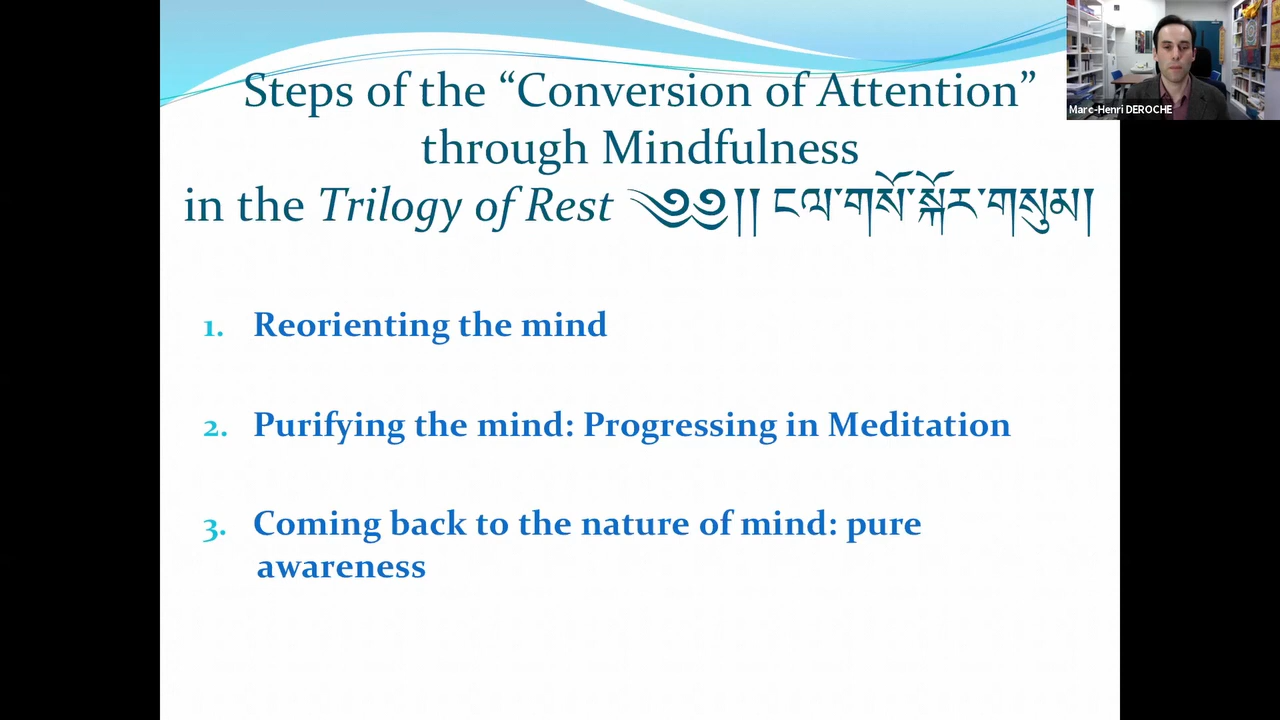 Steps of the “Conversion of Attention”
through Mindfulness
in the Trilogy of Rest ༄༅།། ངལ་གསོ་སྐོར་གསུམ།
Marc-Henri DEROCHE
1. Reorienting the mind
2. Purifying the mind: Progressing in Meditation
3. Coming back to the nature of mind: pure
awareness